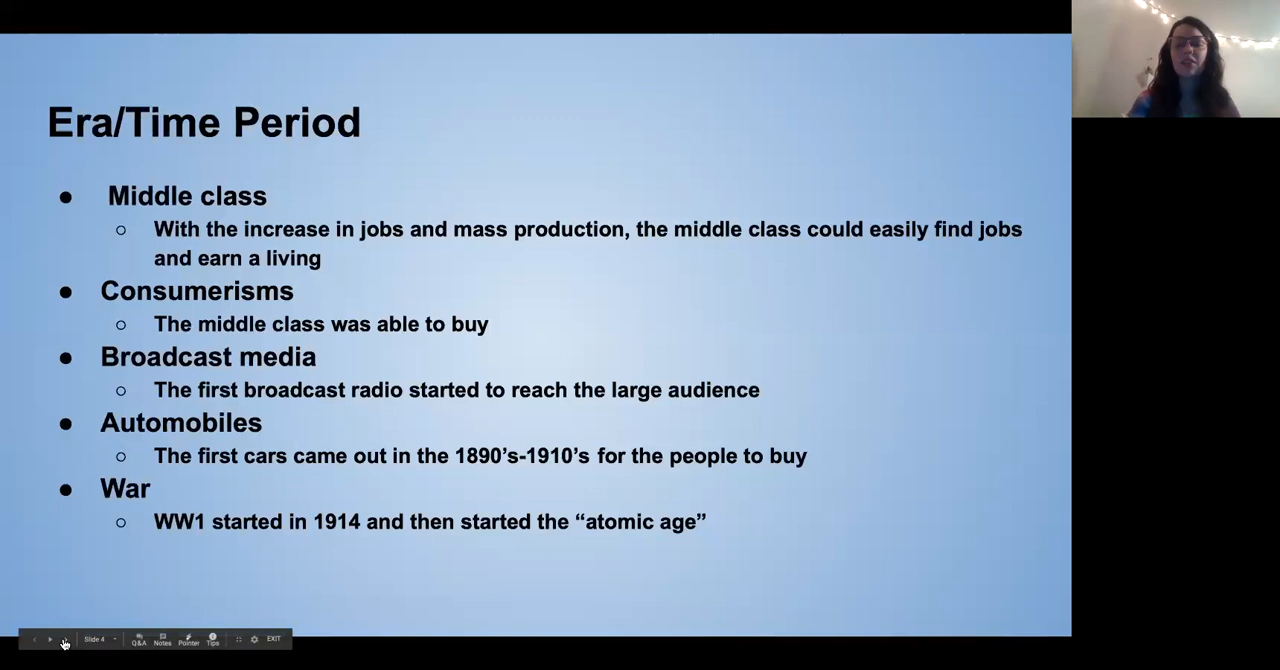 Era/Time Period
● Middle class
○ With the increase in jobs and mass production, the middle class could easily find jobs
and earn a living
● Consumerisms
○ The middle class was able to buy
● Broadcast media
○ The first broadcast radio started to reach the large audience
● Automobiles
○ The first cars came out in the 1890’s-1910’s for the people to buy
● War
○ WW1 started in 1914 and then started the “atomic age”
Slide 4 Q&A Notes Pointer Tips EXIT